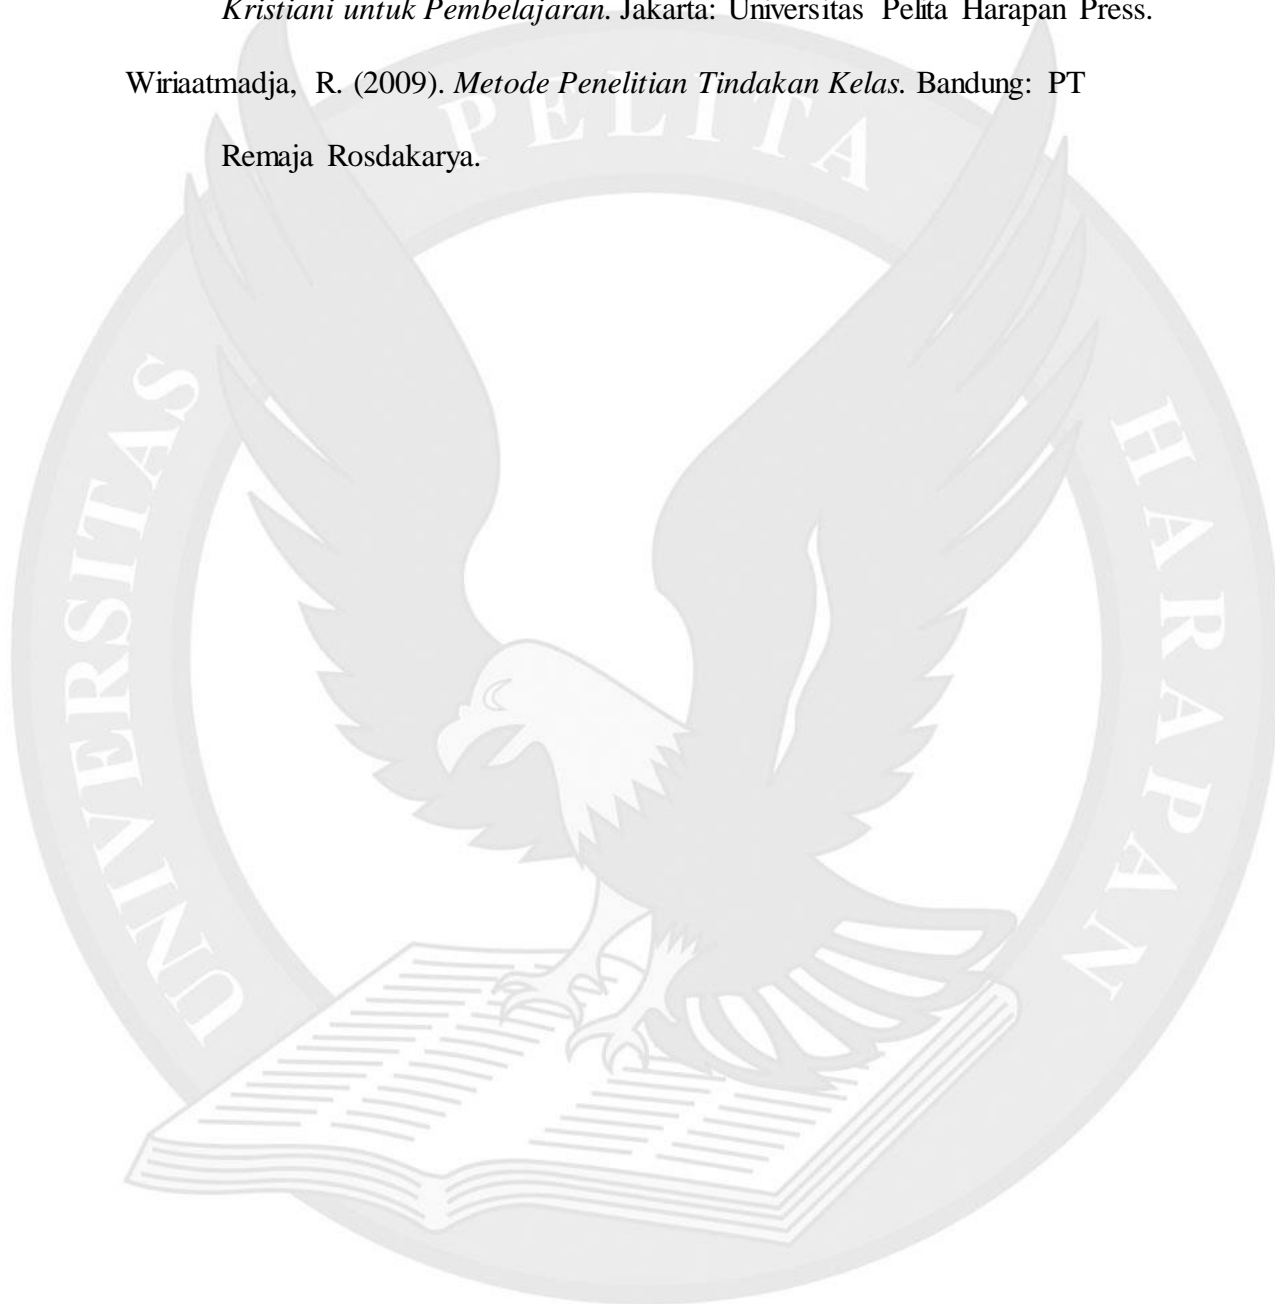 Kristiani untuk Pembelajaran. Jakarta: Universitas Pelita Harapan Press.
Wiriaatmadja, R. (2009). Metode Penelitian Tindakan Kelas. Bandung: PT
Remaja Rosdakarya.
UNIVERSITAS PELITA HARAPAN